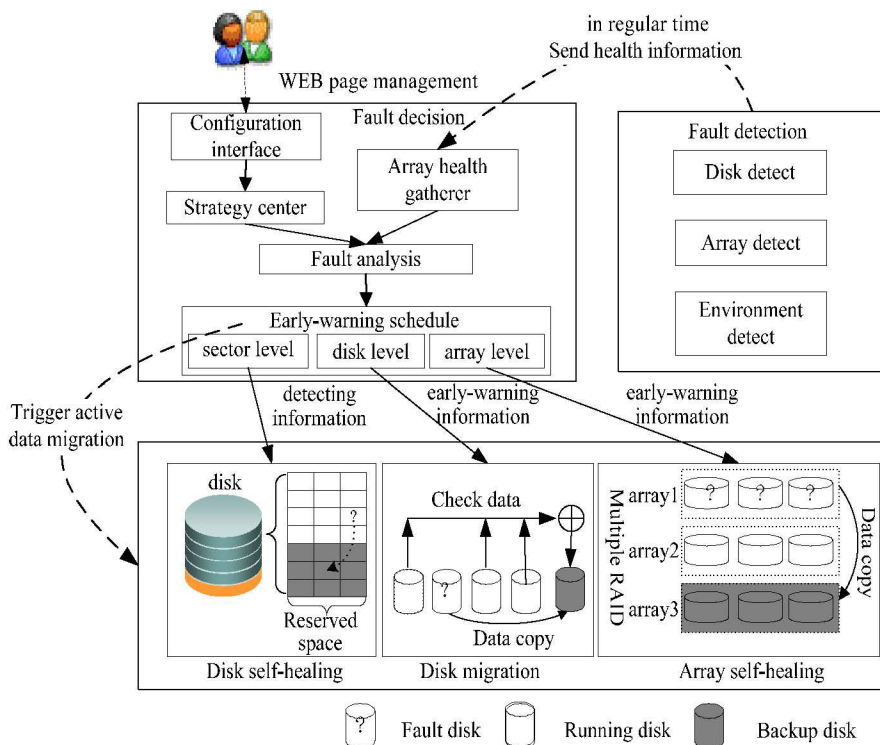 in regular time
Send health information
WEB page management
Fault decision
Configuration
interface
Array health
gatherer
Strategy center
Fault analysis
Early-warning schedule
sector level
disk level
array level
Fault detection
Disk detect
Array detect
Environment
detect
Trigger active
data migration
detecting
information
early-warning
information
early-warning
information
disk
?
Reserved
space
Disk self-healing
Check data
?
Data copy
Disk migration
Multiple RAID
array1
? ? ?
array2
array3
Data copy
Array self-healing
? Fault disk
Running disk
Backup disk